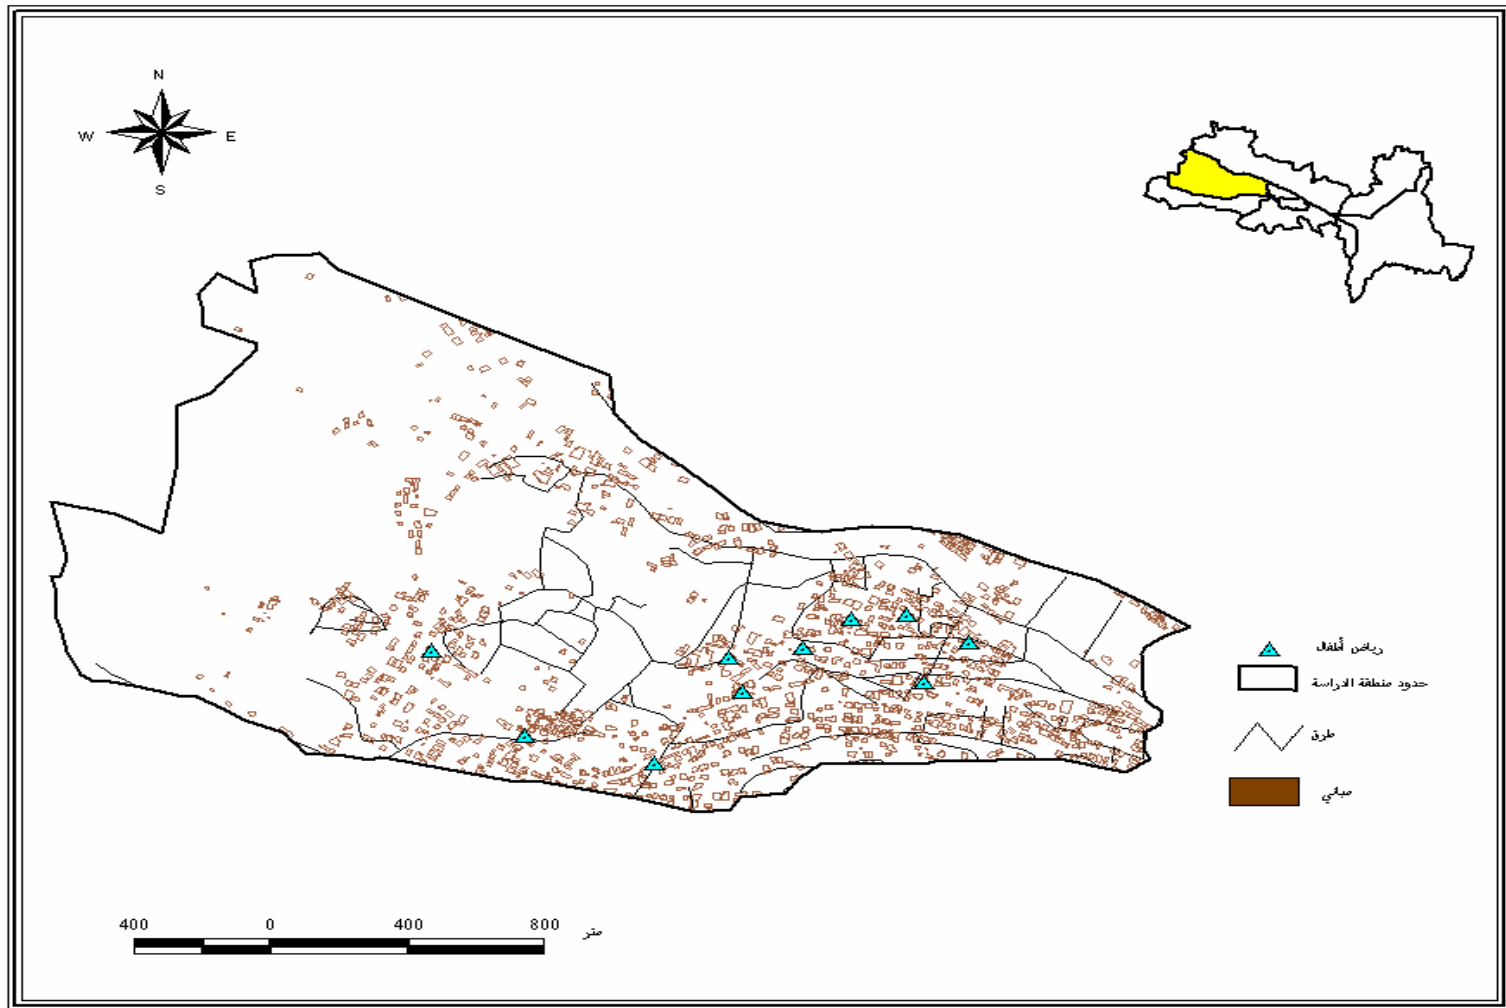 N
W E
S
رياض أطفال
حدود منطقة الدراسة
طرق
مباني
400 0 400 800 متر